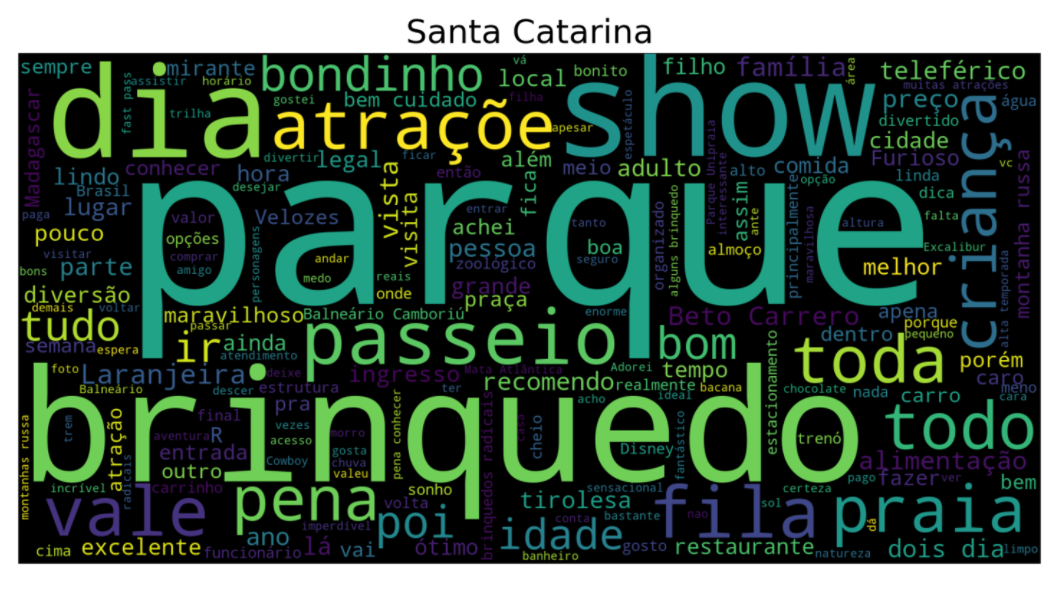 Santa Catarina
sempre
dia
mirante
assistir
horário
fast pass
trilha
bondinho
gostei
bem cuidado
vá
local
bonito
filha
show
espetáculo
filho
família
área
teleférico
muitas atrações
preço
água
divertido
cidade
Madagascar
atraçõe
apesar
divertir
legal
ficar
então
além
meio
adulto
alto
comida
Furioso
vc
conhecer
lindo
Brasil
hora
desejar
vista
visita
ficam
Parque Unipraia
interessante
assim
ante
opção
linda
dica
criança
montanha russa
paga
lugar
valor
Velozes
entrar
achei
tanto
organizado
alguns brinquedo
principalmente
maravilhosa
altura
falta
parque
pouco
visitar
opções
comprar
personagens
andar
pessoa
zoológico
boa
seguro
almoço
Excalibur
bons
parte
amigo
medo
reais
onde
grande
melhor
alta temporada
diversão
demais
voltar
maravilhoso
passar
Balneário Camboriú
praça
enorme
Beto Carrero
apena
porque
pequeno
tudo
semana
espera
ir
ainda
atendimento
passeio
bom
dentro
toda
porém
foto
Laranjeira
deixe
ingresso
Mata Atlântica
Adorei
tempo
caro
meno
Balneário
descer
estrutura
ter
recomendo
realmente
bacana
chocolate
nada
carro
cara
brinquedo
montanhas russa
trem
atração
radicais
final
pra
vezes
acesso
morro
pena conhecer
brinquedos radicais
casa
cheio
acho
ideal
Disney
fantástico
estacionamento
trenó
todo
aventura
R
entrada
outro
Cowboy
gosta
chuva
valeu
alimentação
incrível
carrinho
sonho
sensacional
certeza
pago
fazer
ver
bem
vale
pena
imperdível
volta
poi
tirolesa
conta
bastante
fila
nao
sol
dá
praia
cima
excelente
funcionário
ano
lá
vai
ótimo
idade
banheiro
gosto
restaurante
natureza
dois dia
limpo